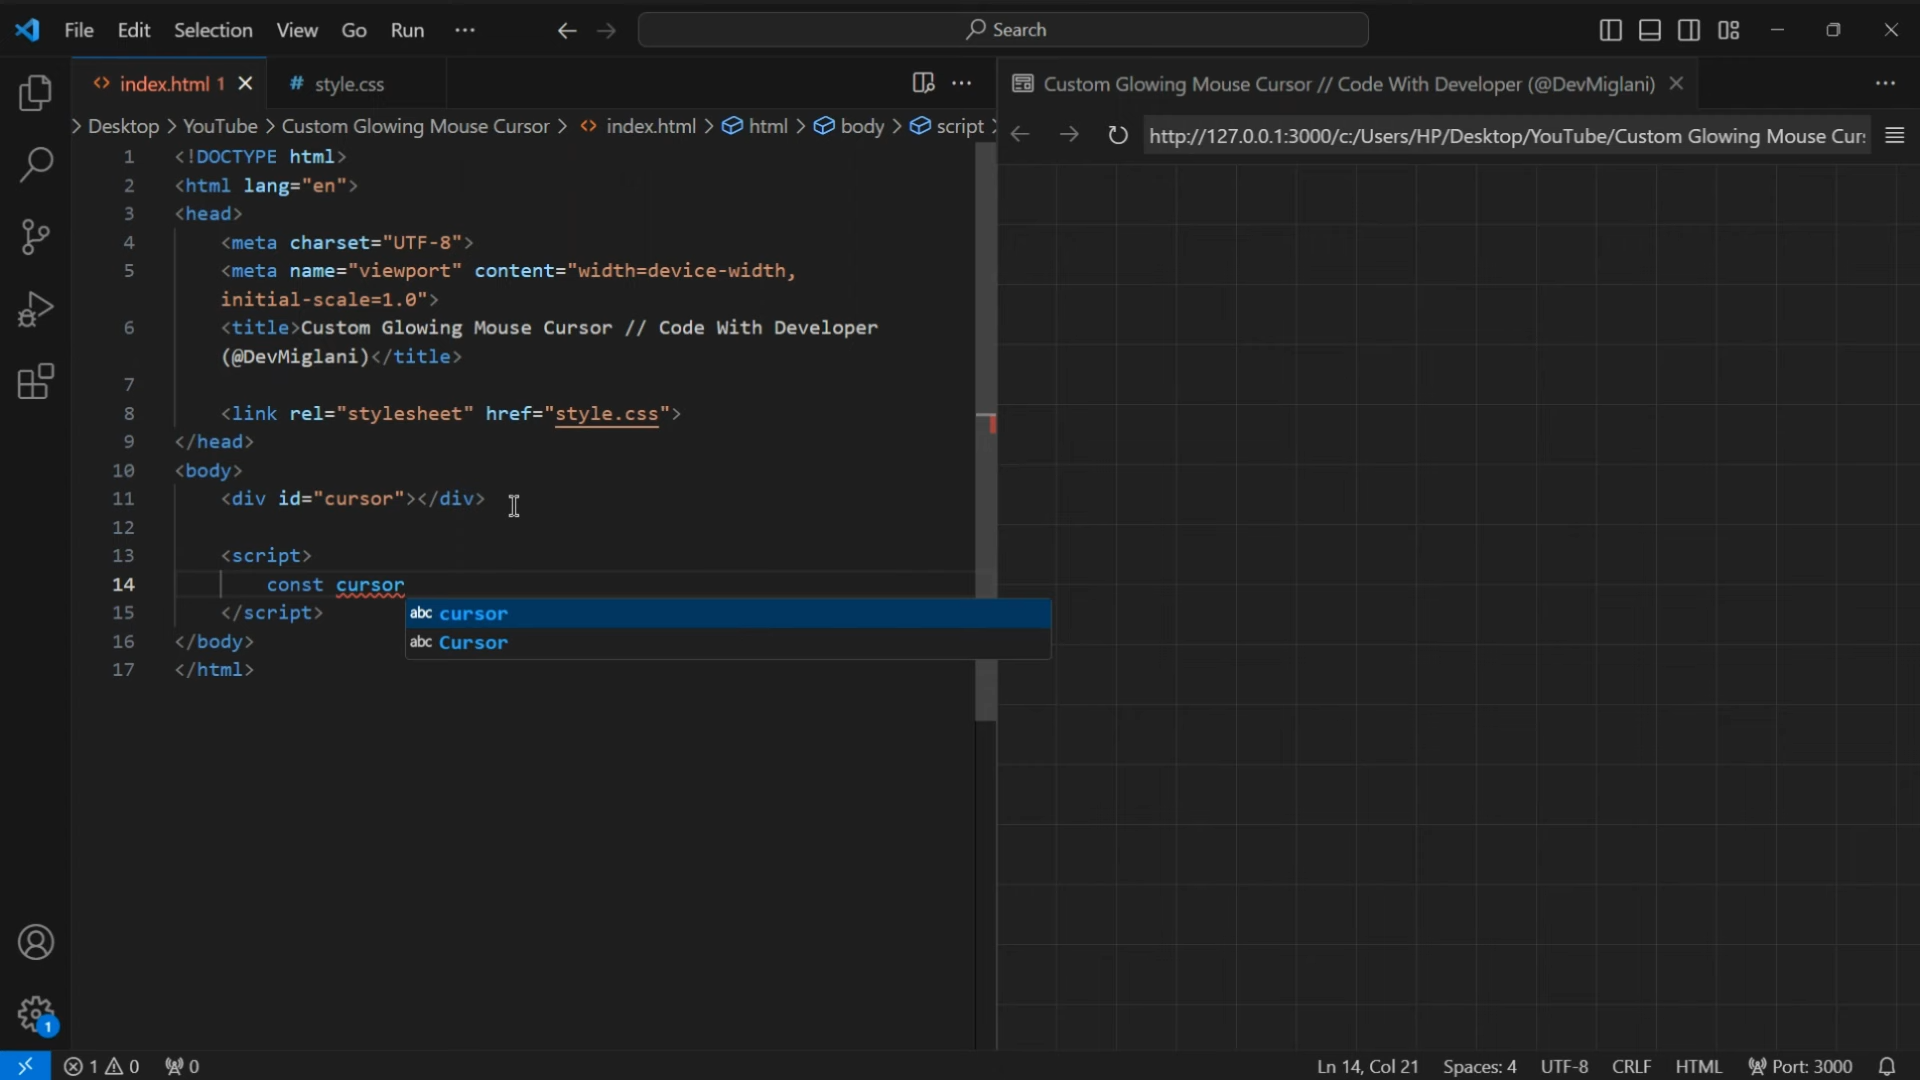 File Edit Selection View Go Run ··· Search
index.html 1 style.css
Custom Glowing Mouse Cursor // Code With Developer (@DevMiglani)
> Desktop > YouTube > Custom Glowing Mouse Cursor > index.html > html > body > script >
http://127.0.0.1:3000/c:/Users/HP/Desktop/YouTube/Custom Glowing Mouse Cur
1 <!DOCTYPE html>
2 <html lang="en">
3 <head>
4 <meta charset="UTF-8">
5 <meta name="viewport" content="width=device-width,
initial-scale=1.0">
6 <title>Custom Glowing Mouse Cursor // Code With Developer
(@DevMiglani)</title>
7
8 <link rel="stylesheet" href="style.css">
9 </head>
10 <body>
11 <div id="cursor"></div>
12
13 <script>
14 const cursor
15 </script>
abc cursor
16 </body>
abc Cursor
17 </html>
1
1 0 0
Ln 14, Col 21 Spaces: 4 UTF-8 CRLF HTML Port: 3000